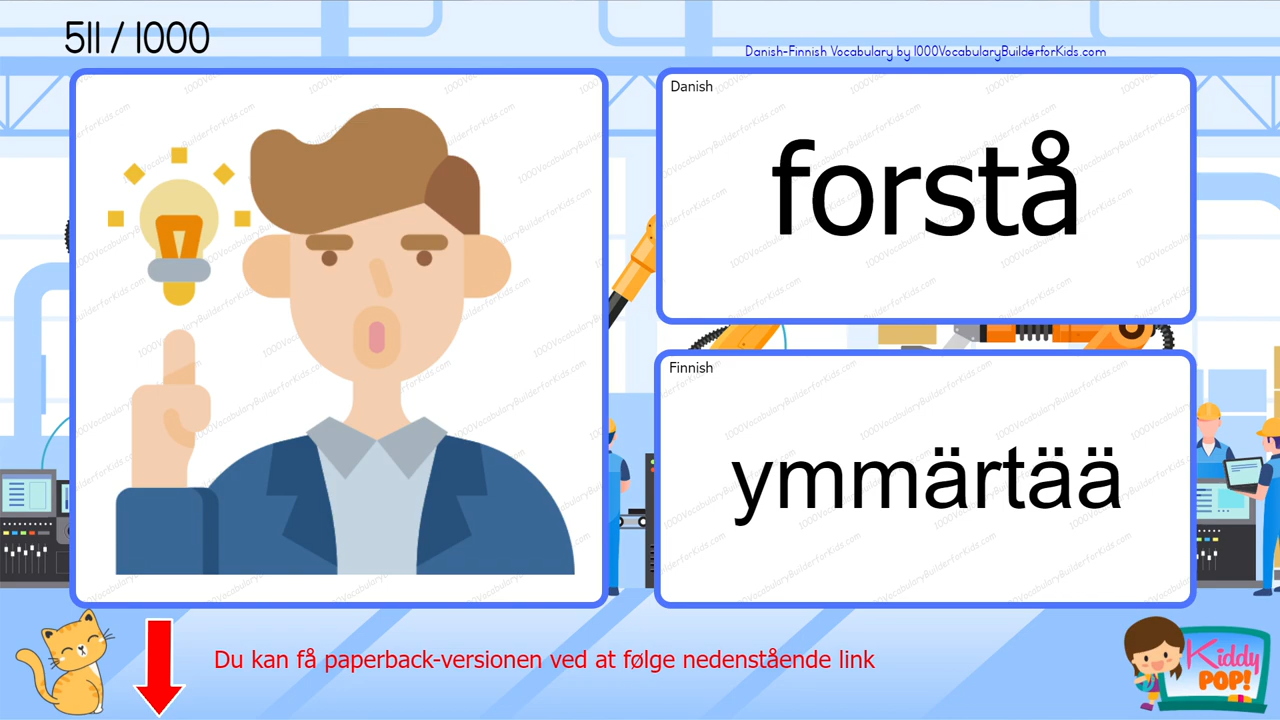 511 / 1000
Danish-Finnish Vocabulary by 1000VocabularyBuilderforKids.com
Danish
forstå
Finnish
ymmärtää
Du kan få paperback-versionen ved at følge nedenstående link
Kiddy
POP!